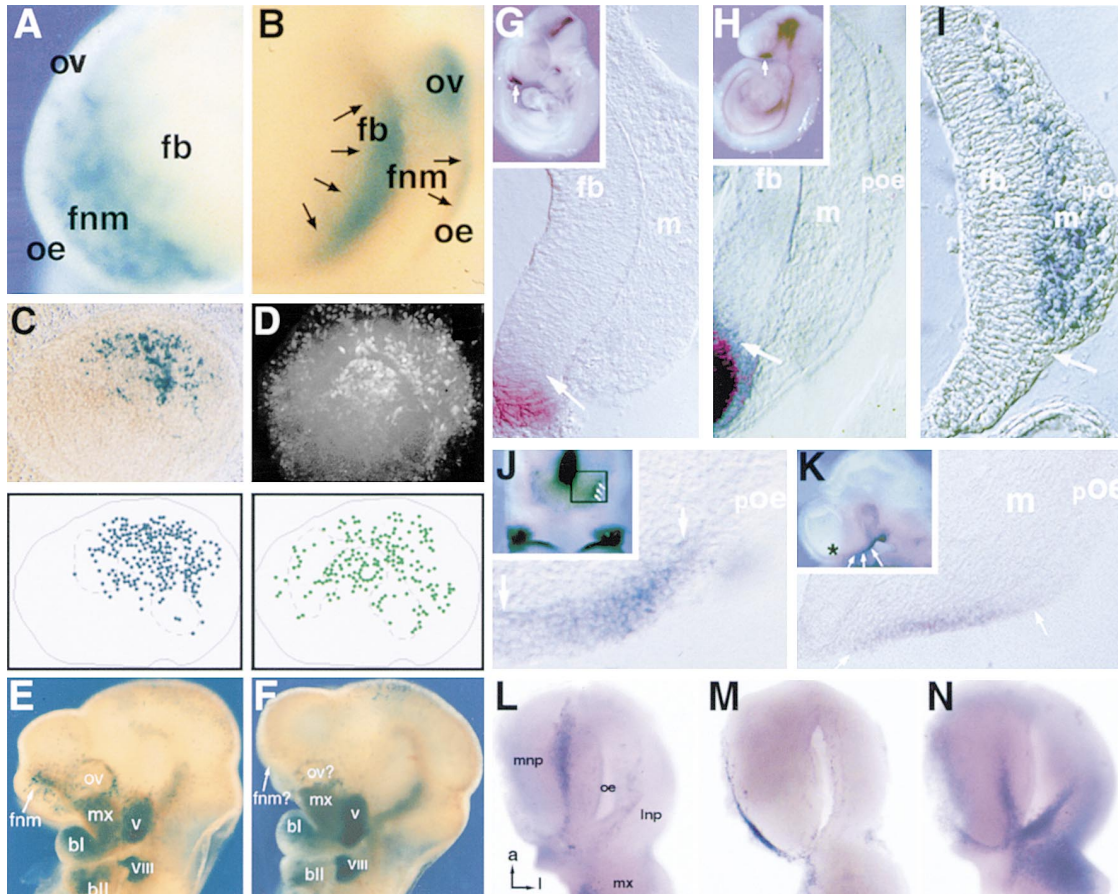 A
ov
fb
fnm
oe
B
ov
fb
fnm
oe
G
fb
m
H
fb
poe
m
I
fb
poe
m
C
D
J
poe
K
m
poe
*
E
ov
fnm
mx
v
bI
VIII
bII
F
ov?
fnm?
mx
v
bI
VIII
bII
L
mnp
oe
lnp
a
l
mx
M
N